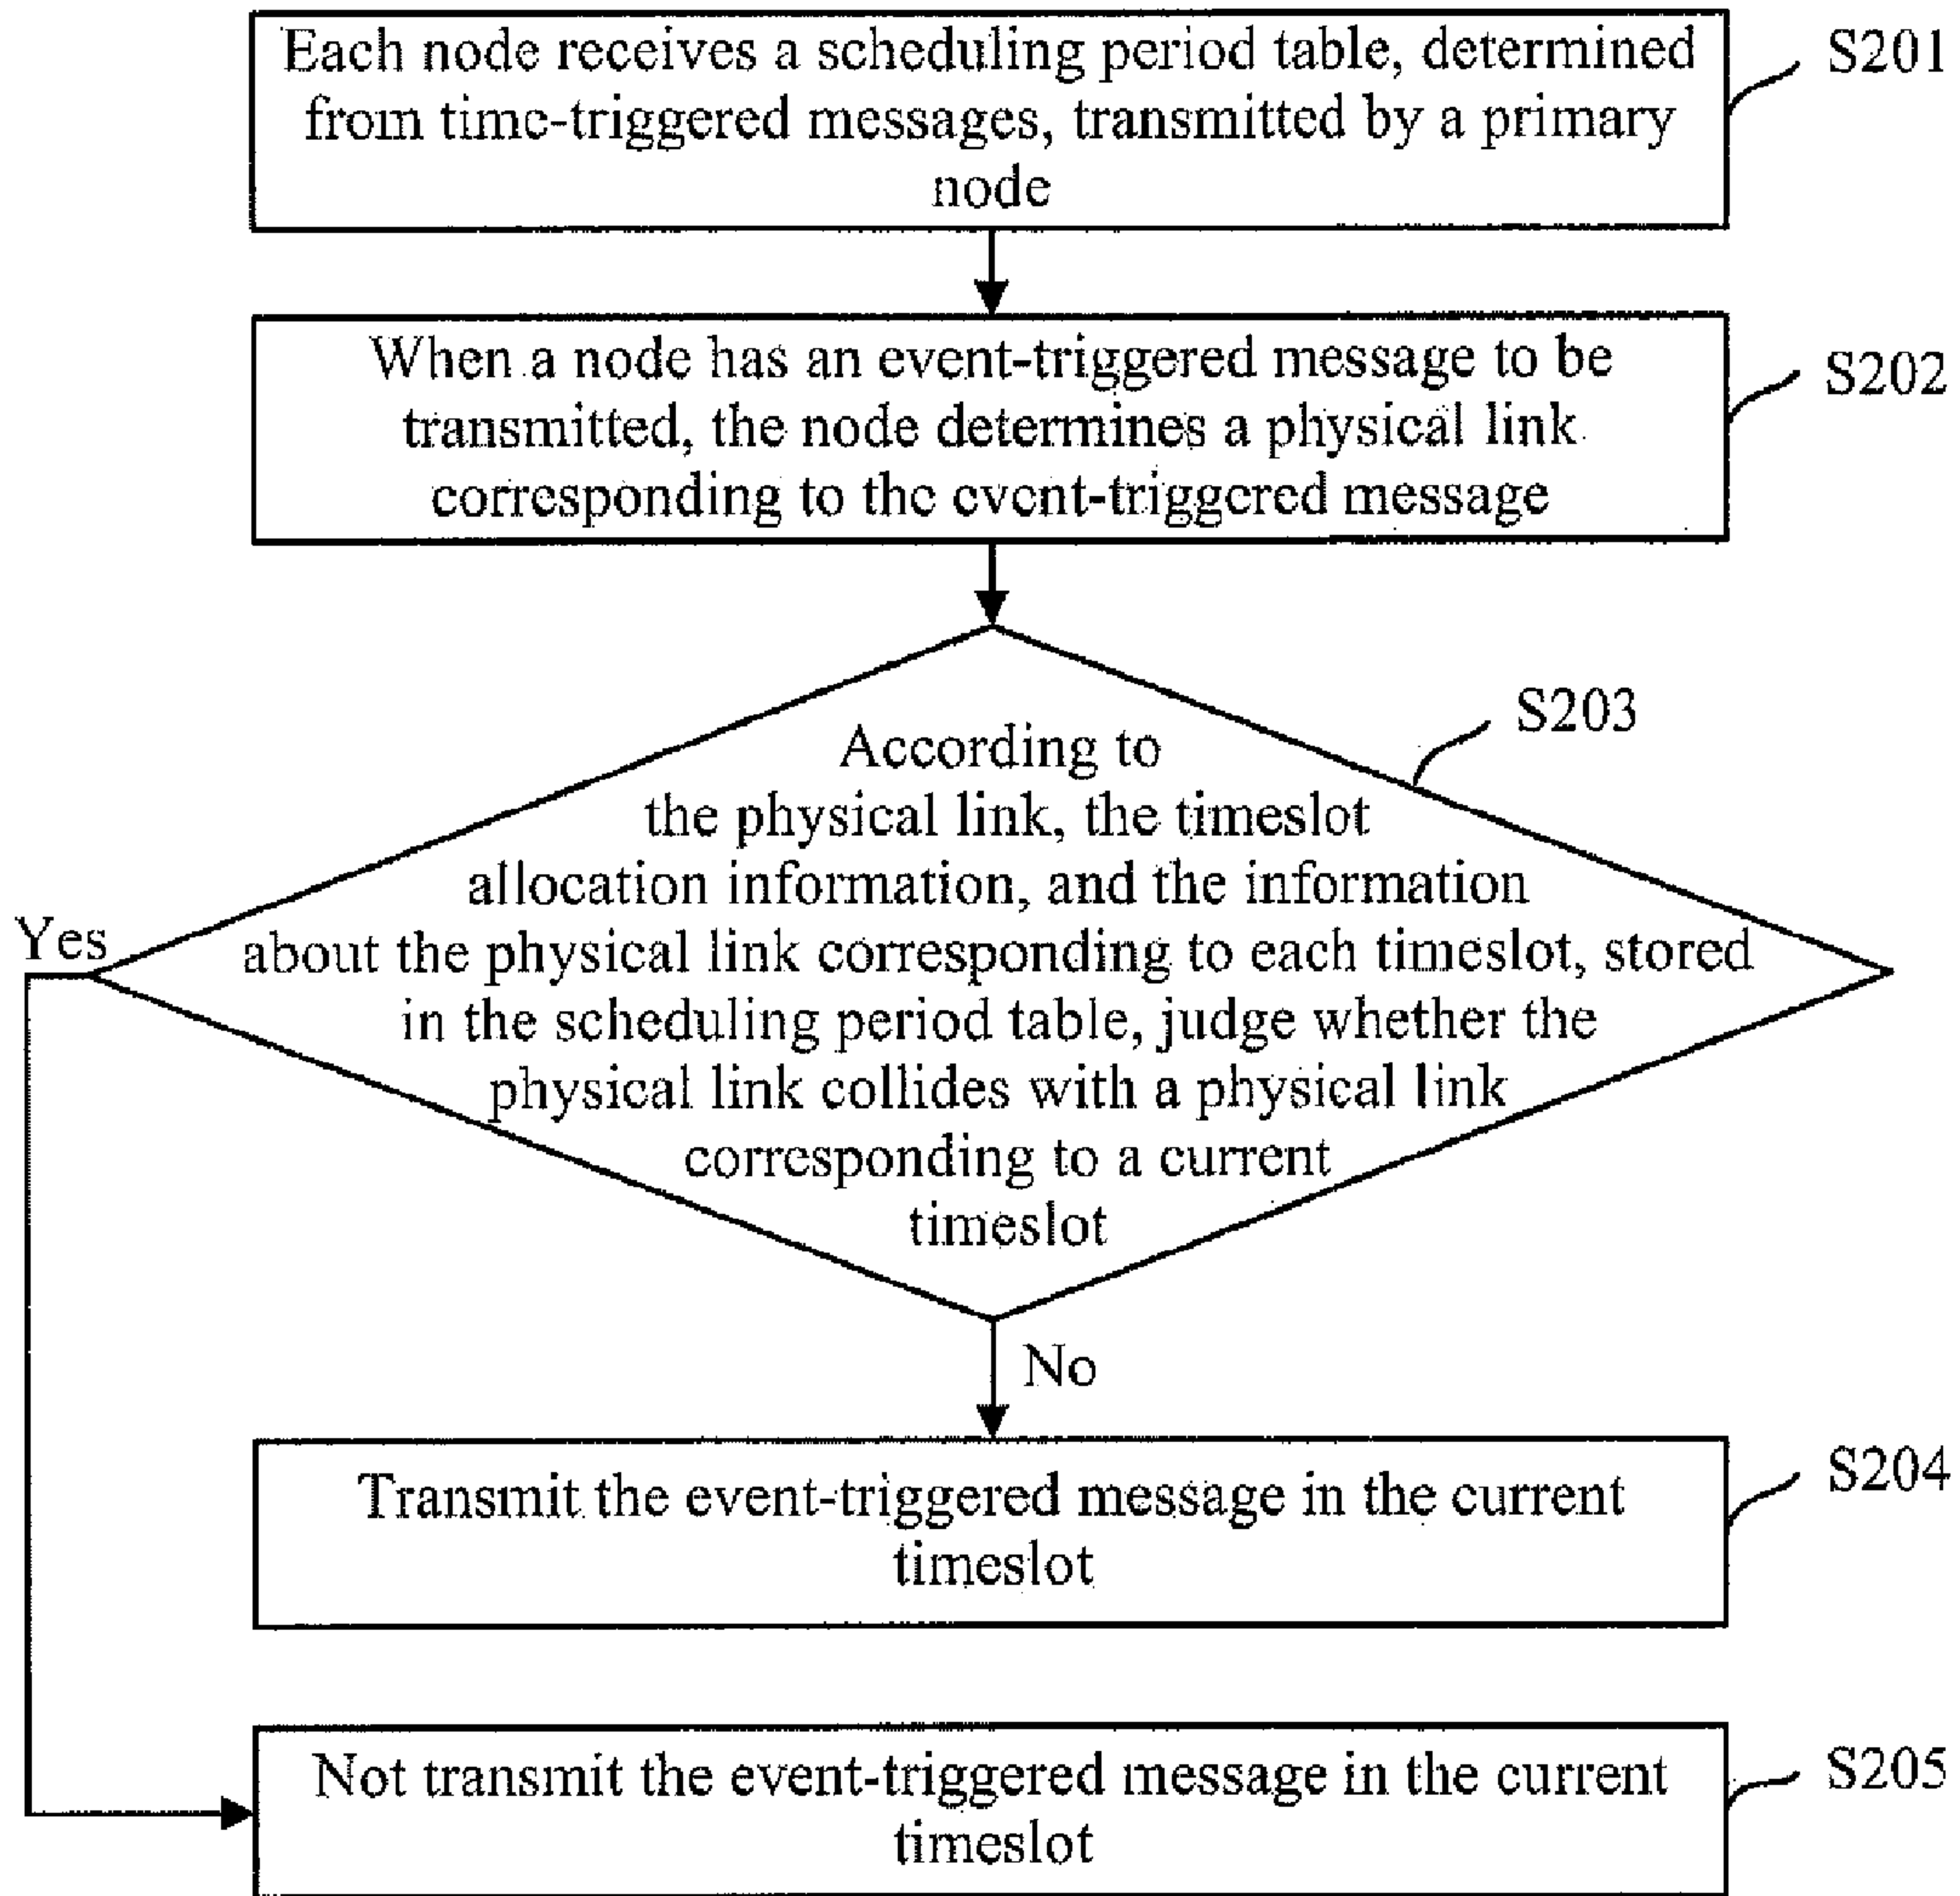 Each node receives a scheduling period table, determined
from time-triggered messages, transmitted by a primary
node
S201
When a node has an event-triggered message to be
transmitted, the node determines a physical link
corresponding to the event-triggered message
S202
According to
the physical link, the timeslot
allocation information, and the information
about the physical link corresponding to each timeslot, stored
in the scheduling period table, judge whether the
physical link collides with a physical link
corresponding to a current
timeslot
S203
Yes
No
Transmit the event-triggered message in the current
timeslot
S204
Not transmit the event-triggered message in the current
timeslot
S205